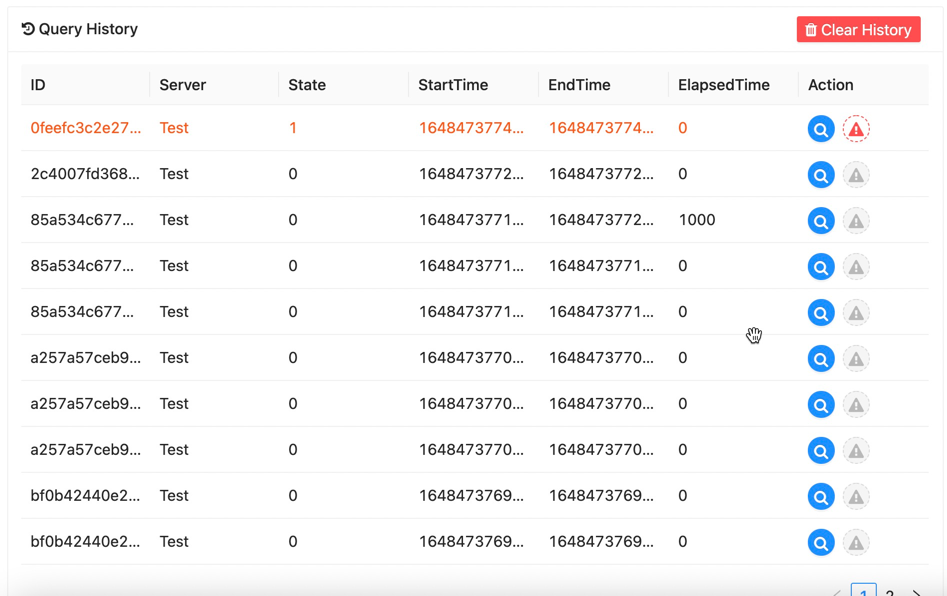 Query History
Clear History
ID Server State StartTime EndTime ElapsedTime Action
0feefc3c2e27... Test 1 1648473774... 1648473774... 0
2c4007fd368... Test 0 1648473772... 1648473772... 0
85a534c677... Test 0 1648473771... 1648473772... 1000
85a534c677... Test 0 1648473771... 1648473771... 0
85a534c677... Test 0 1648473771... 1648473771... 0
a257a57ceb9... Test 0 1648473770... 1648473770... 0
a257a57ceb9... Test 0 1648473770... 1648473770... 0
a257a57ceb9... Test 0 1648473770... 1648473770... 0
bf0b42440e2... Test 0 1648473769... 1648473769... 0
bf0b42440e2... Test 0 1648473769... 1648473769... 0
1 2